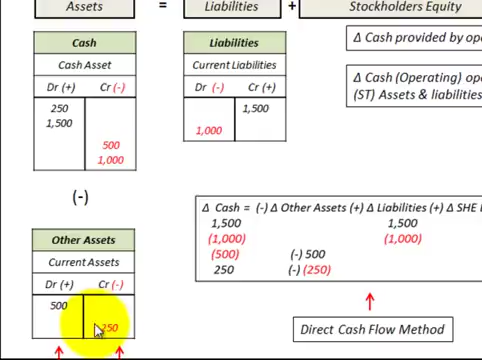 Assets = Liabilities + Stockholders Equity
Cash
Cash Asset
Dr (+) Cr (-)
250
1,500
500
1,000
Liabilities
Current Liabilities
Dr (-) Cr (+)
1,500
1,000
Δ Cash provided by ope
Δ Cash (Operating) ope
(ST) Assets & liabilities
(-)
Other Assets
Current Assets
Dr (+) Cr (-)
500
250
Δ Cash = (-) Δ Other Assets (+) Δ Liabilities (+) Δ SHE
1,500 1,500
(1,000) (1,000)
(500) (-) 500
250 (-) (250)
Direct Cash Flow Method